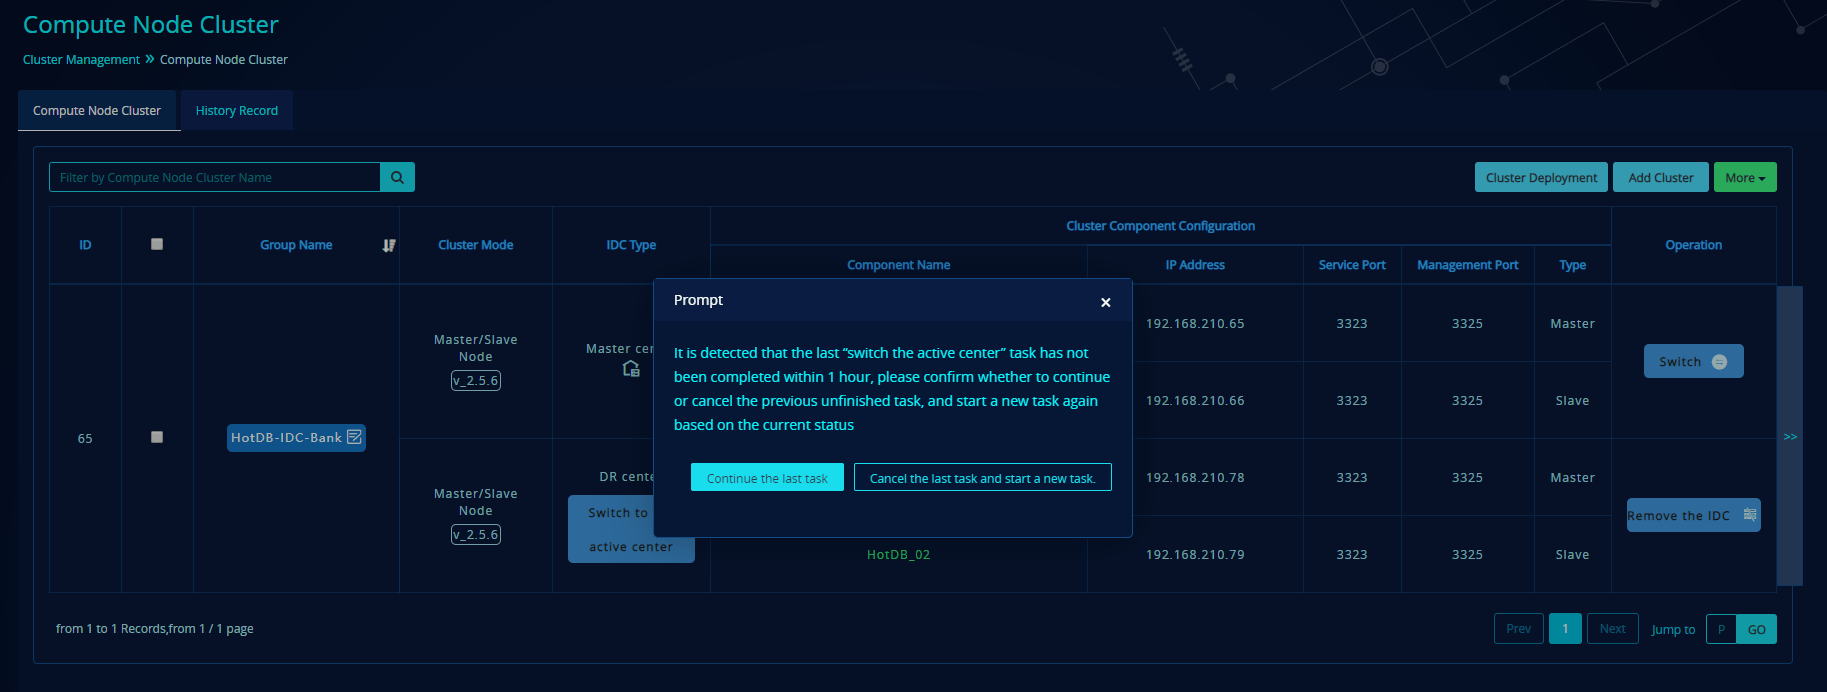 Compute Node Cluster
Cluster Management » Compute Node Cluster
Compute Node Cluster
History Record
Filter by Compute Node Cluster Name
Cluster Deployment
Add Cluster
More
ID
Group Name
Cluster Mode
IDC Type
Cluster Component Configuration
Operation
Component Name
IP Address
Service Port
Management Port
Type
65
HotDB-IDC-Bank
Master/Slave
Node
v_2.5.6
Master cen
192.168.210.65
3323
3325
Master
Switch
192.168.210.66
3323
3325
Slave
Master/Slave
Node
v_2.5.6
DR cente
Switch to
active center
192.168.210.78
3323
3325
Master
Remove the IDC
HotDB_02
192.168.210.79
3323
3325
Slave
>>
Prompt
×
It is detected that the last “switch the active center” task has not
been completed within 1 hour, please confirm whether to continue
or cancel the previous unfinished task, and start a new task again
based on the current status
Continue the last task
Cancel the last task and start a new task.
from 1 to 1 Records,from 1 / 1 page
Prev
1
Next
Jump to
P
GO